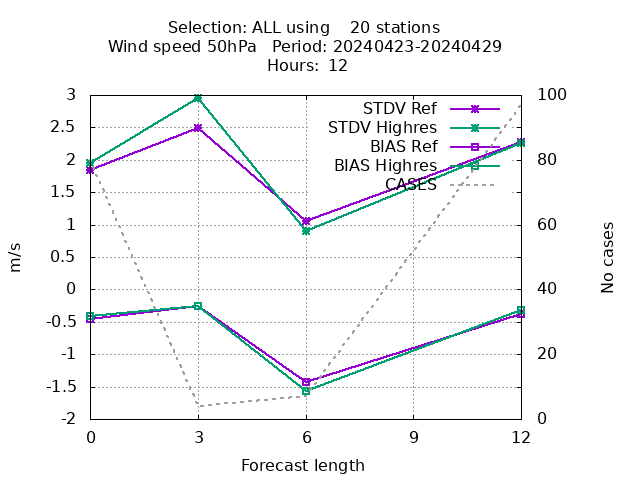 Selection: ALL using    20 stations
Wind speed 50hPa   Period: 20240423-20240429
Hours:  12
STDV Ref
STDV Highres
BIAS Ref
BIAS Highres
CASES
3
2.5
2
1.5
1
0.5
0
-0.5
-1
-1.5
-2
100
80
60
40
20
0
m/s
No cases
0 3 6 9 12
Forecast length